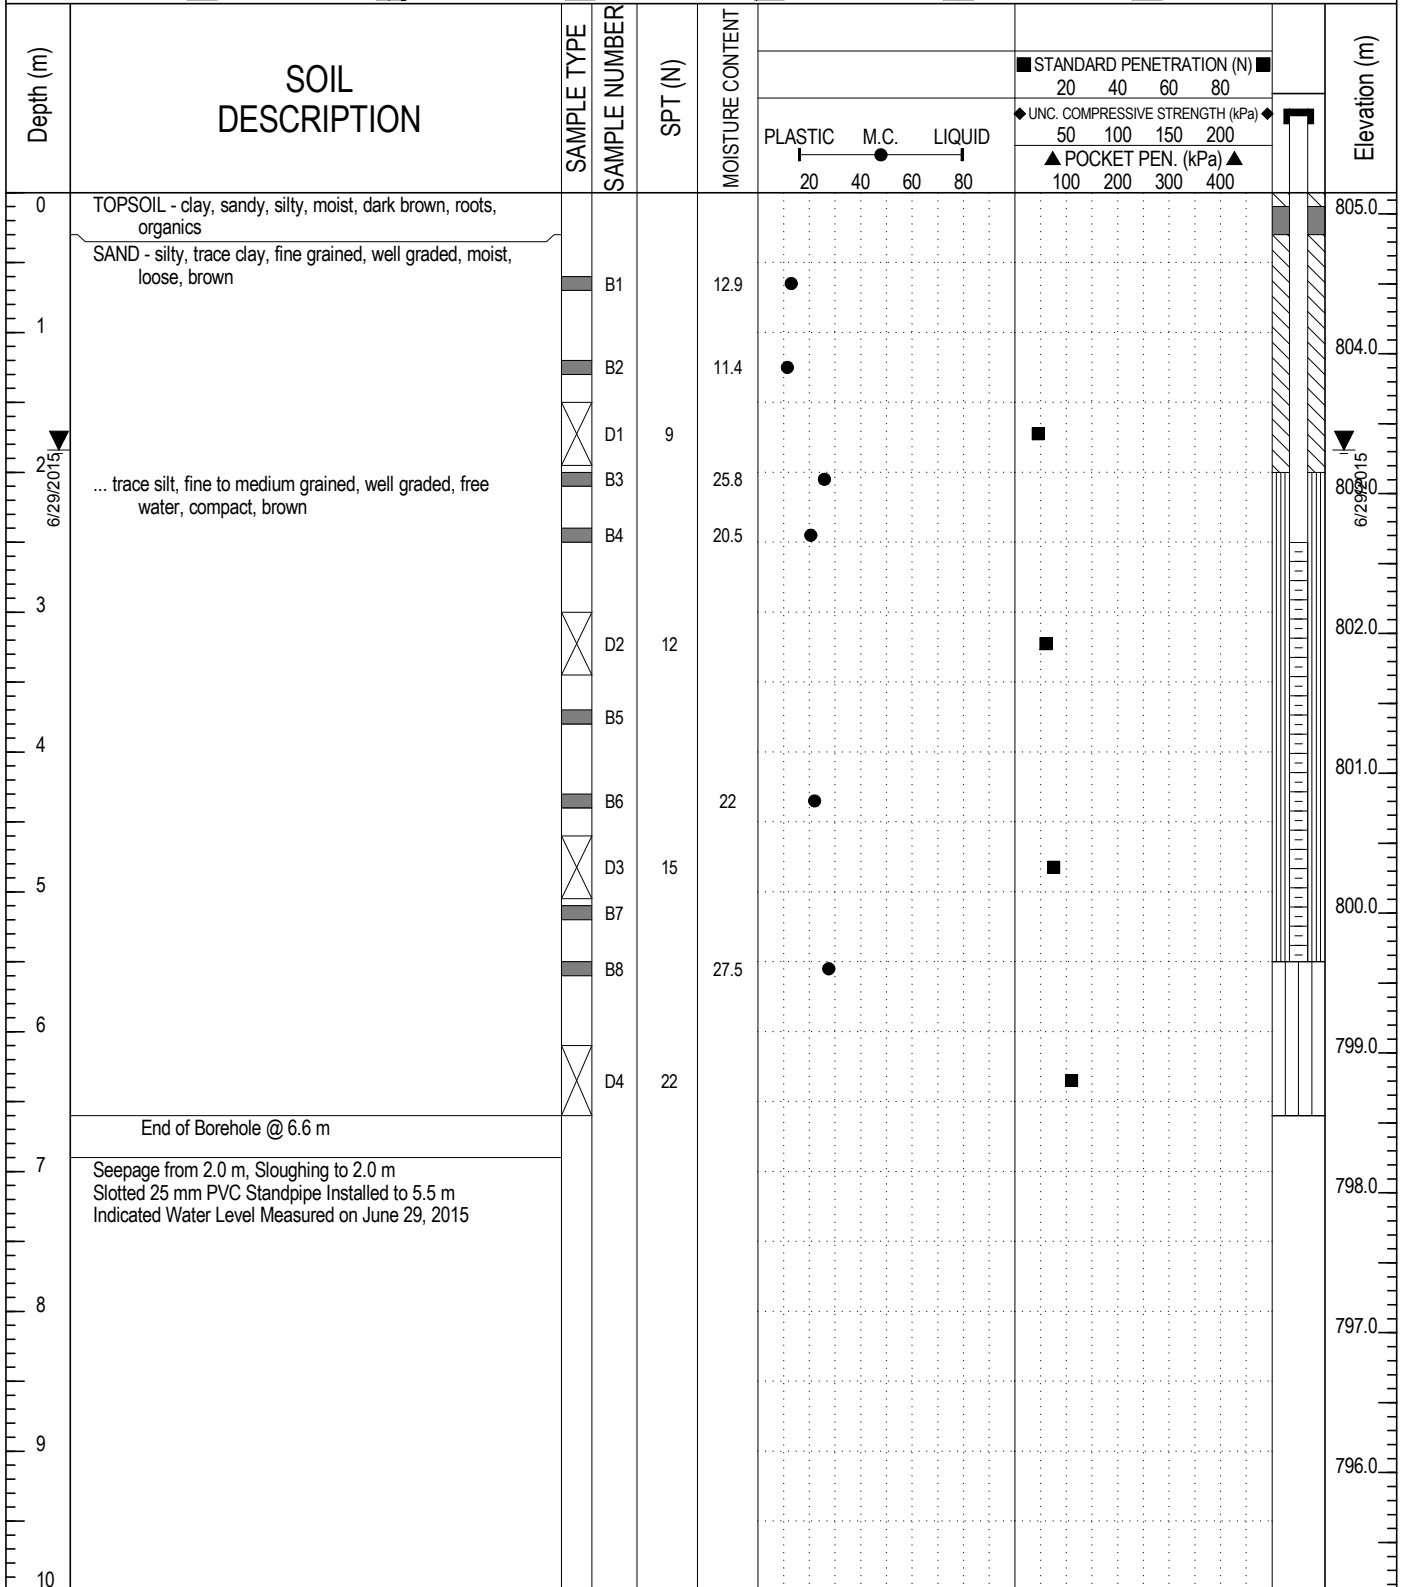 Depth (m)
SOIL
DESCRIPTION
SAMPLE TYPE
SAMPLE NUMBER
SPT (N)
MOISTURE CONTENT
PLASTIC M.C. LIQUID
20 40 60 80
■ STANDARD PENETRATION (N) ■
20 40 60 80
◆ UNC. COMPRESSIVE STRENGTH (kPa) ◆
50 100 150 200
▲ POCKET PEN. (kPa) ▲
100 200 300 400
Elevation (m)
0
TOPSOIL - clay, sandy, silty, moist, dark brown, roots,
organics
805.0
SAND - silty, trace clay, fine grained, well graded, moist,
loose, brown
B1 12.9
1
804.0
B2 11.4
D1 9
2
6/29/2015
6/29/2015
B3 25.8
803.0
... trace silt, fine to medium grained, well graded, free
water, compact, brown
B4 20.5
3
802.0
D2 12
B5
4
801.0
B6 22
D3 15
5
800.0
B7
B8 27.5
6
799.0
D4 22
End of Borehole @ 6.6 m
7
Seepage from 2.0 m, Sloughing to 2.0 m
Slotted 25 mm PVC Standpipe Installed to 5.5 m
798.0
Indicated Water Level Measured on June 29, 2015
8
797.0
9
796.0
10